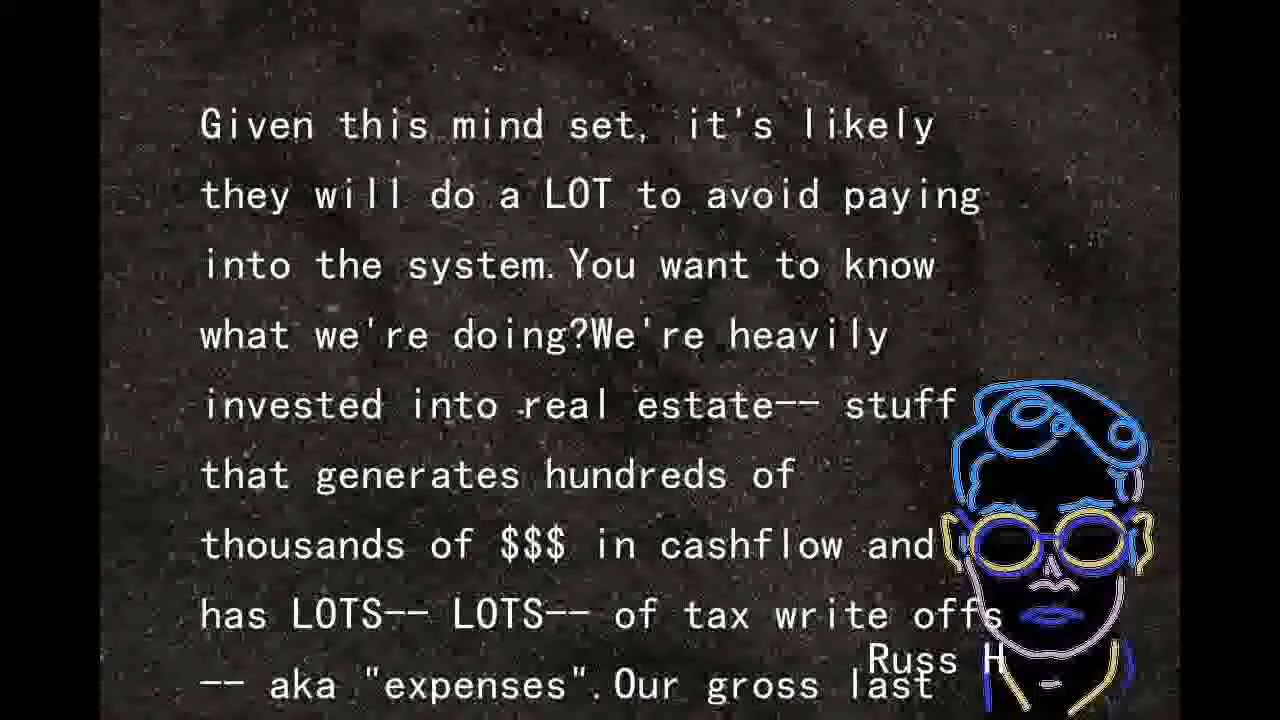 Given this mind set, it's likely
they will do a LOT to avoid paying
into the system.You want to know
what we're doing?We're heavily
invested into real estate-- stuff
that generates hundreds of
thousands of $$$ in cashflow and
has LOTS-- LOTS-- of tax write offs
Russ H
-- aka "expenses".Our gross last